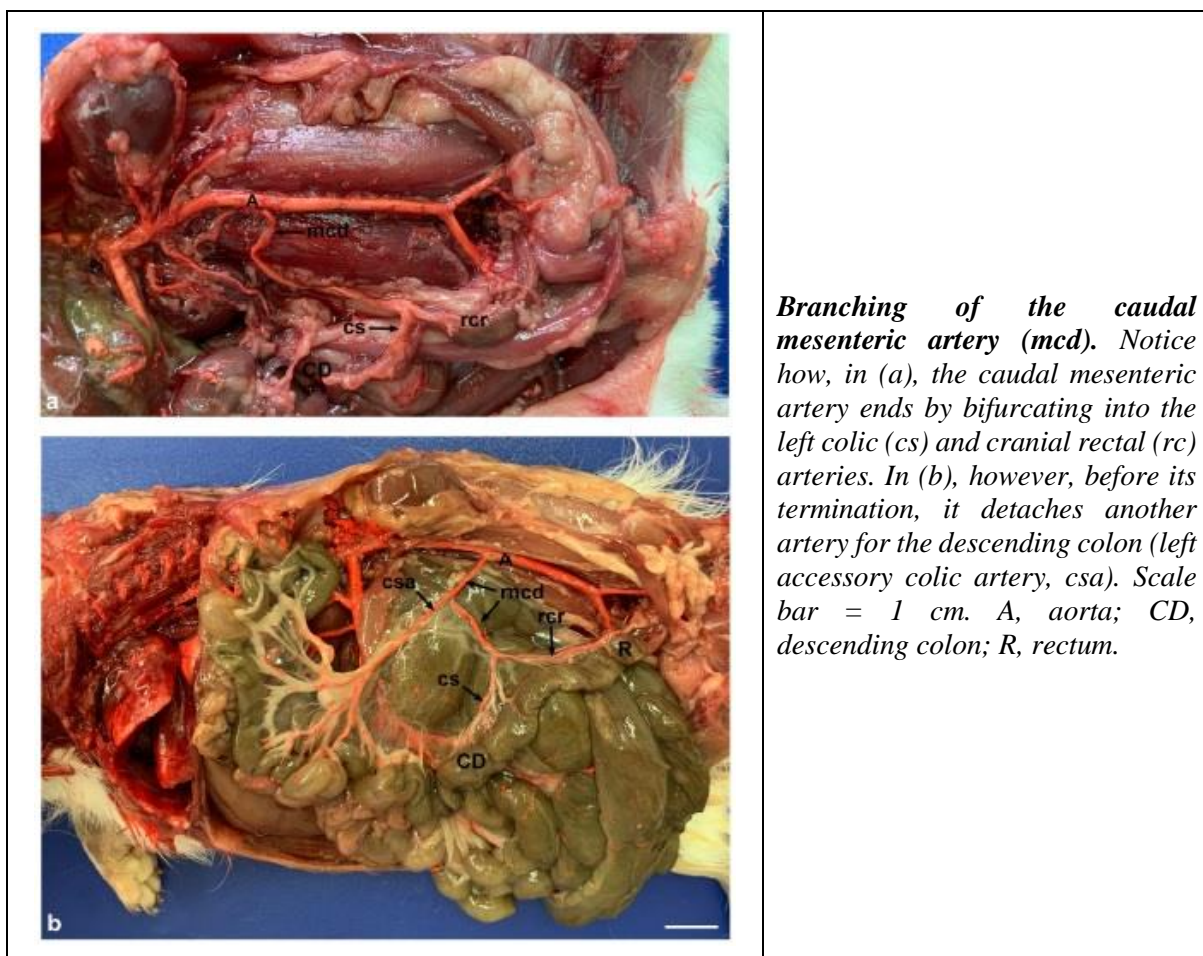 A
mcd
cs
rcr
CD
a
A
csa
mcd
rcr
R
cs
CD
b
Branching of the caudal
mesenteric artery (mcd). Notice
how, in (a), the caudal mesenteric
artery ends by bifurcating into the
left colic (cs) and cranial rectal (rc)
arteries. In (b), however, before its
termination, it detaches another
artery for the descending colon (left
accessory colic artery, csa). Scale
bar = 1 cm. A, aorta; CD,
descending colon; R, rectum.